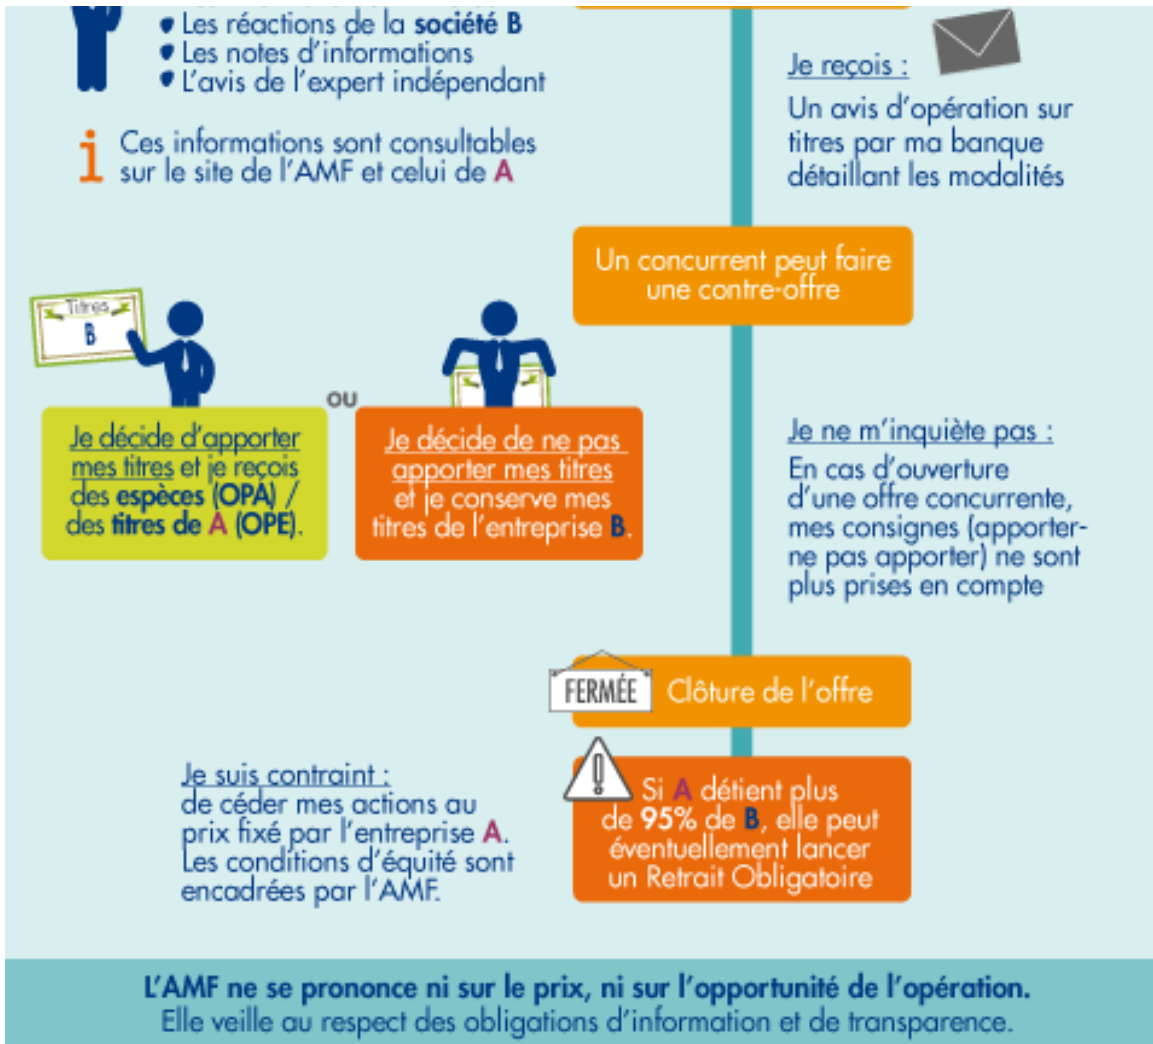 Les réactions de la société B
Les notes d'informations
L'avis de l'expert indépendant
i
Ces informations sont consultables
sur le site de l'AMF et celui de A
Je reçois :
Un avis d'opération sur
titres par ma banque
détaillant les modalités
Un concurrent peut faire
une contre-offre
Titres
B
Je décide d'apporter
mes titres et je reçois
des espèces (OPA) /
des titres de A (OPE).
ou
Je décide de ne pas
apporter mes titres
et je conserve mes
titres de l'entreprise B.
Je ne m'inquiète pas :
En cas d'ouverture
d'une offre concurrente,
mes consignes (apporter-
ne pas apporter) ne sont
plus prises en compte
FERMÉE
Clôture de l'offre
Je suis contraint :
de céder mes actions au
prix fixé par l'entreprise A.
Les conditions d'équité sont
encadrées par l'AMF.
!
Si A détient plus
de 95% de B, elle peut
éventuellement lancer
un Retrait Obligatoire
L'AMF ne se prononce ni sur le prix, ni sur l'opportunité de l'opération.
Elle veille au respect des obligations d'information et de transparence.